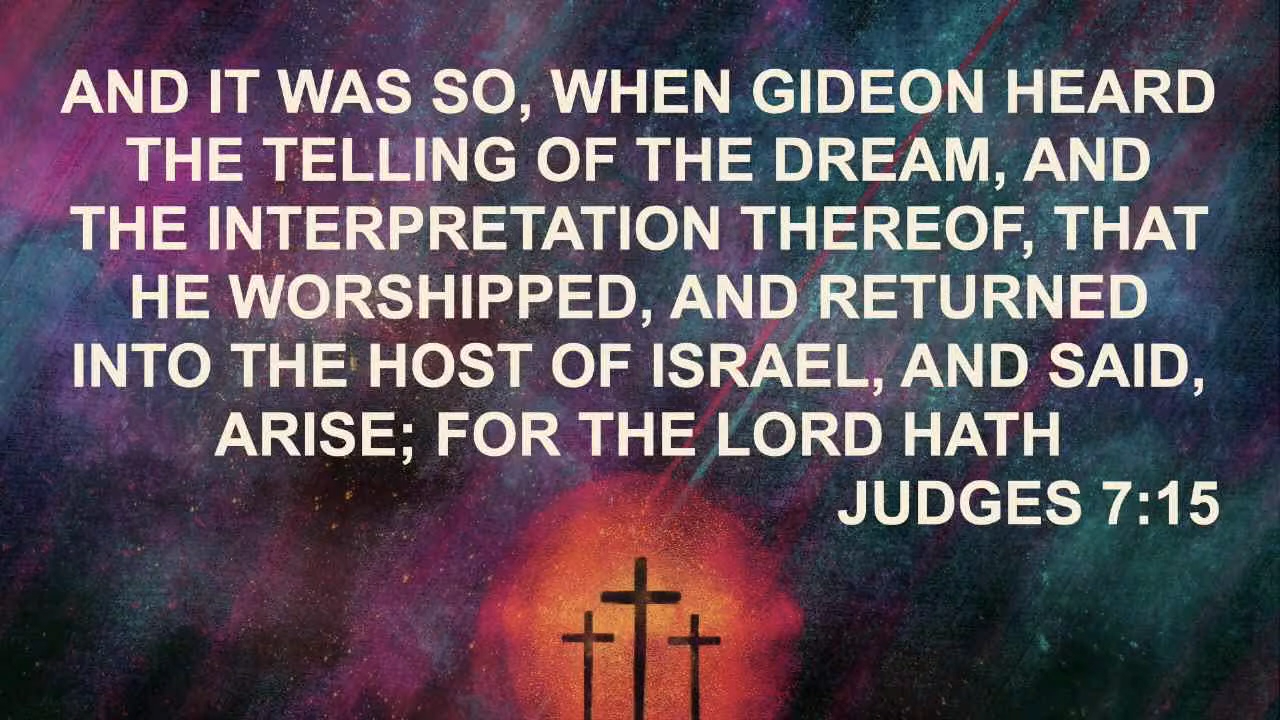 AND IT WAS SO, WHEN GIDEON HEARD
THE TELLING OF THE DREAM, AND
THE INTERPRETATION THEREOF, THAT
HE WORSHIPPED, AND RETURNED
INTO THE HOST OF ISRAEL, AND SAID,
ARISE; FOR THE LORD HATH
JUDGES 7:15